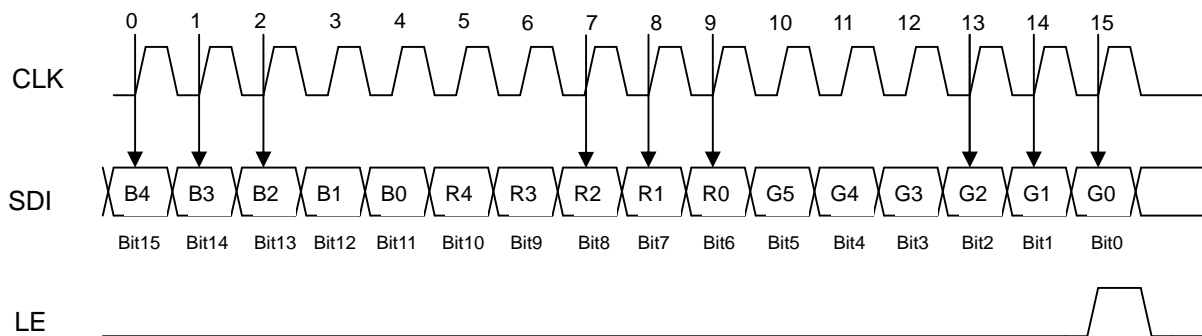 0 1 2 3 4 5 6 7 8 9 10 11 12 13 14 15
CLK
SDI B4 B3 B2 B1 B0 R4 R3 R2 R1 R0 G5 G4 G3 G2 G1 G0
Bit15 Bit14 Bit13 Bit12 Bit11 Bit10 Bit9 Bit8 Bit7 Bit6 Bit5 Bit4 Bit3 Bit2 Bit1 Bit0
LE